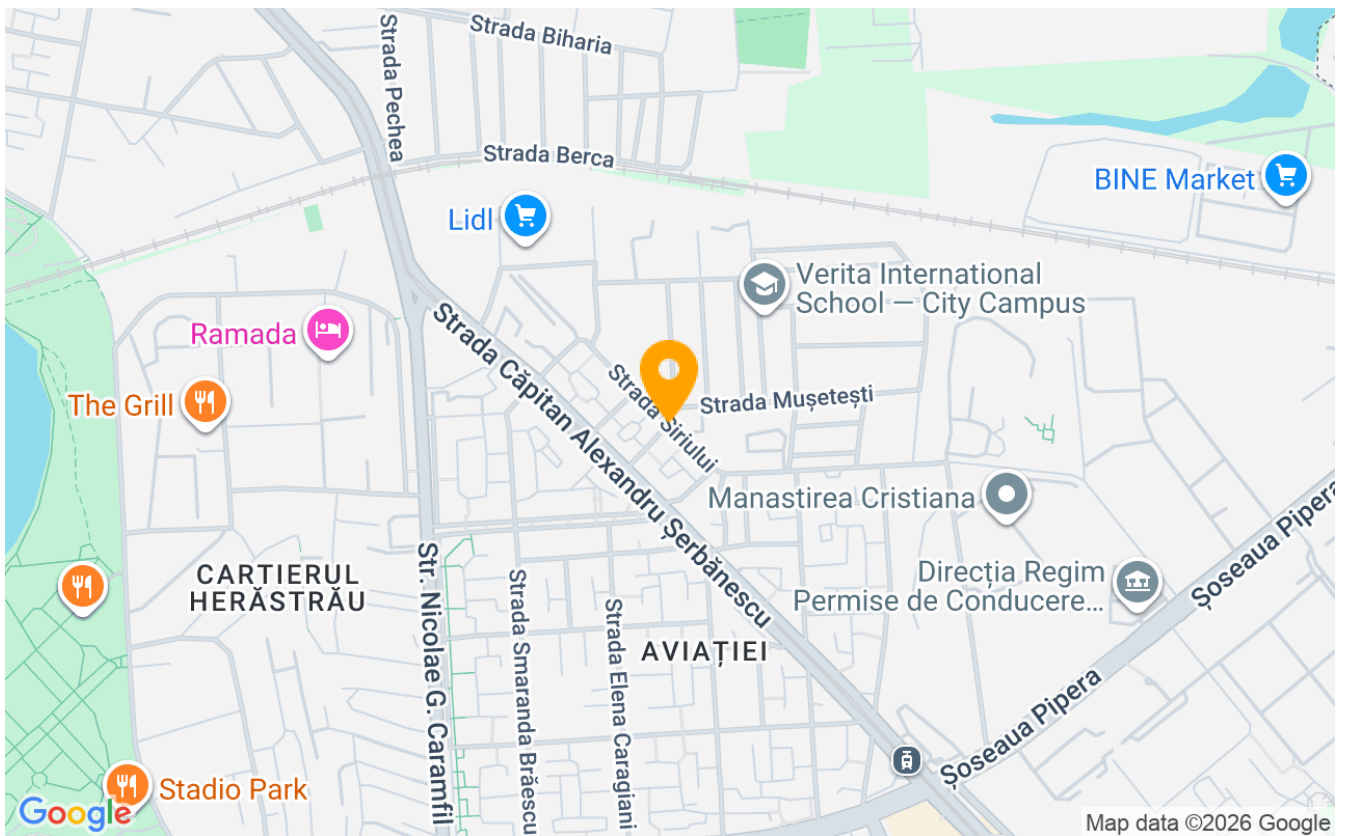 Strada Biharia
Strada Pechea
Strada Berca
BINE Market
Lidl
Verita International
School — City Campus
Ramada
Strada Căpitan Alexandru Șerbănescu
The Grill
Strada Siriului
Strada Mușetești
Manastirea Cristiana
Șoseaua Pipera
Direcția Regim
Permise de Conducere…
CARTIERUL
HERĂSTRĂU
Str. Nicolae G. Caramfil
Strada Smaranda Brăescu
Strada Elena Caragiani
AVIAȚIEI
Șoseaua Pipera
Stadio Park
Google
Map data ©2026 Google